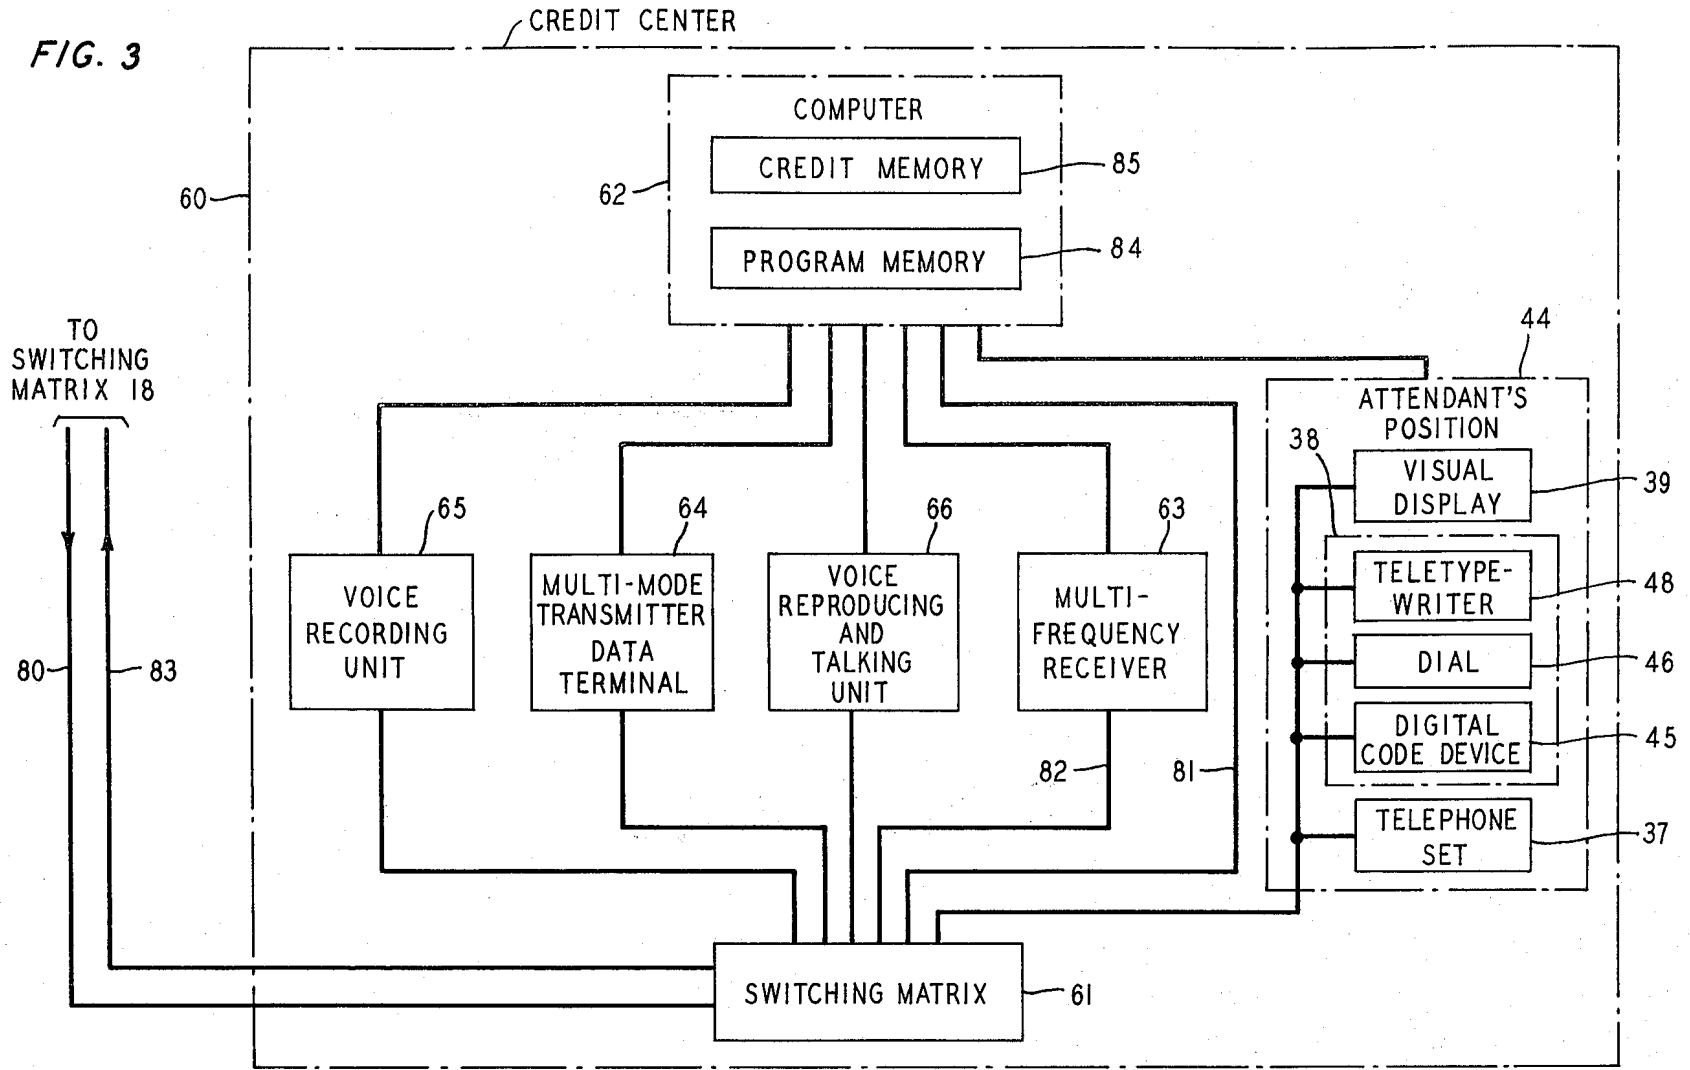 FIG. 3
CREDIT CENTER
60
COMPUTER
62
CREDIT MEMORY
85
PROGRAM MEMORY
84
TO
SWITCHING
MATRIX 18
80
83
65
VOICE
RECORDING
UNIT
64
MULTI-MODE
TRANSMITTER
DATA
TERMINAL
66
VOICE
REPRODUCING
AND
TALKING
UNIT
63
MULTI-
FREQUENCY
RECEIVER
82
81
44
ATTENDANT'S
POSITION
38
VISUAL
DISPLAY
39
TELETYPE-
WRITER
48
DIAL
46
DIGITAL
CODE DEVICE
45
TELEPHONE
SET
37
SWITCHING MATRIX
61